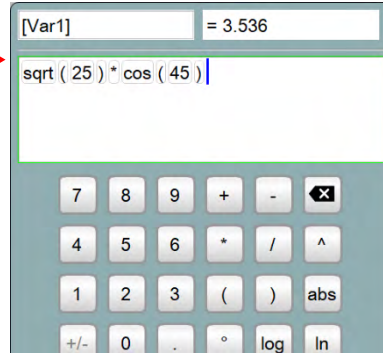 [Var1] = 3.536
sqrt ( 25 ) * cos ( 45 )
7 8 9 + -
4 5 6 * / ^
1 2 3 ( ) abs
+/- 0 . ° log ln